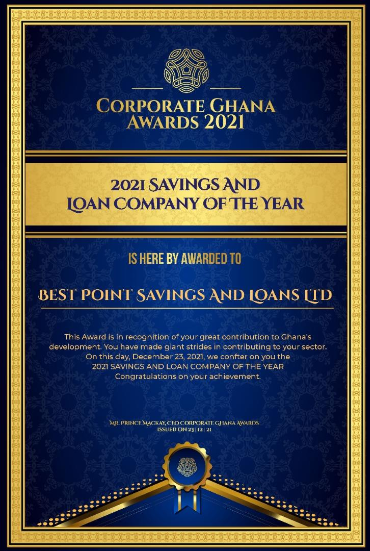 Corporate Ghana
Awards 2021
2021 Savings And
Loan Company Of The Year
IS HERE BY AWARDED TO
Best Point Savings And Loans Ltd
This Award is in recognition of your great contribution to Ghana's
development. You have made giant strides in contributing to your sector.
On this day, December 23, 2021, we confter on you the
2021 SAVINGS AND LOAN COMPANY OF THE YEAR
Congratulations on your achievement.
Mr. Prince Mackay, CEO Corporate Ghana Awards
Issued On 23 | 12 | 21